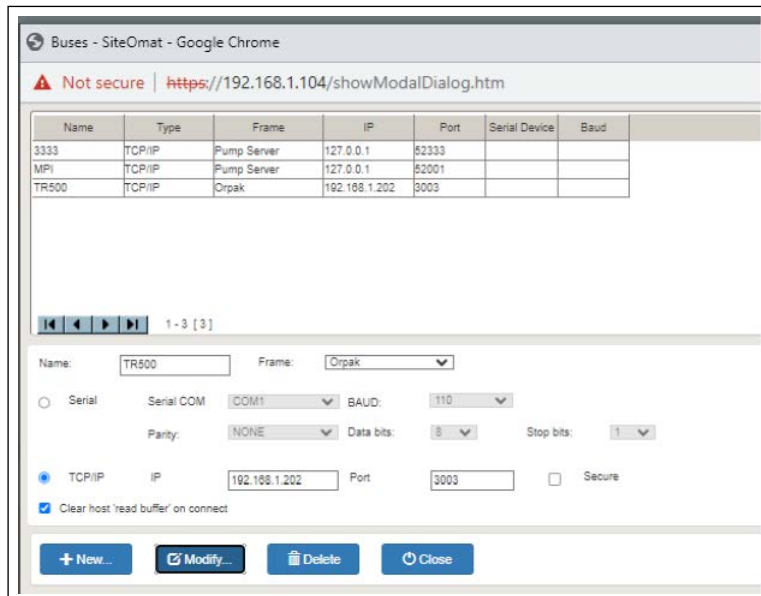 Buses - SiteOmat - Google Chrome
Not secure | https://192.168.1.104/showModalDialog.htm
Name Type Frame IP Port Serial Device Baud
3333 TCP/IP Pump Server 127.0.0.1 52333
MPI TCP/IP Pump Server 127.0.0.1 52001
TR500 TCP/IP Orpak 192.168.1.202 3003
1 - 3 [ 3 ]
Name: TR500 Frame: Orpak
Serial Serial COM COM1 BAUD: 110
Parity: NONE Data bits: 8 Stop bits: 1
TCP/IP IP 192.168.1.202 Port 3003 Secure
Clear host 'read buffer' on connect
New... Modify... Delete Close